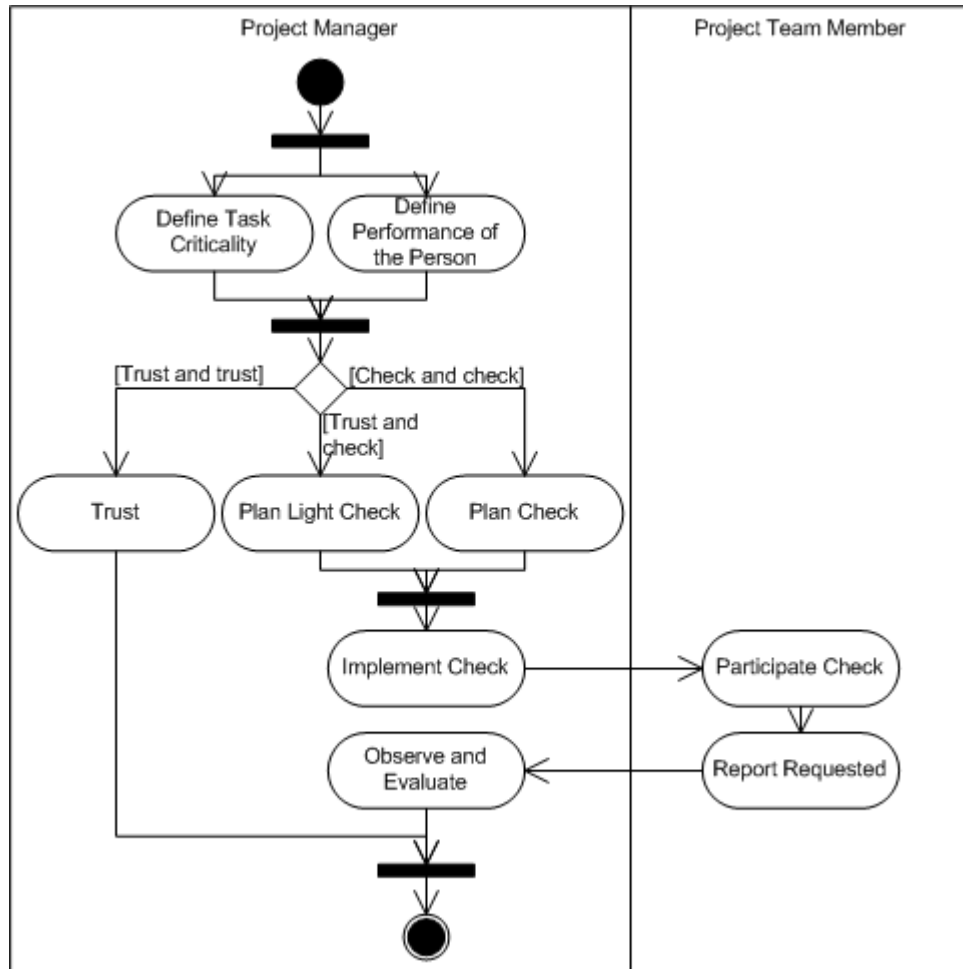 Project Manager
Project Team Member
Define Task
Criticality
Define
Performance of
the Person
[Trust and trust]
[Check and check]
[Trust and
check]
Trust
Plan Light Check
Plan Check
Implement Check
Participate Check
Observe and
Evaluate
Report Requested